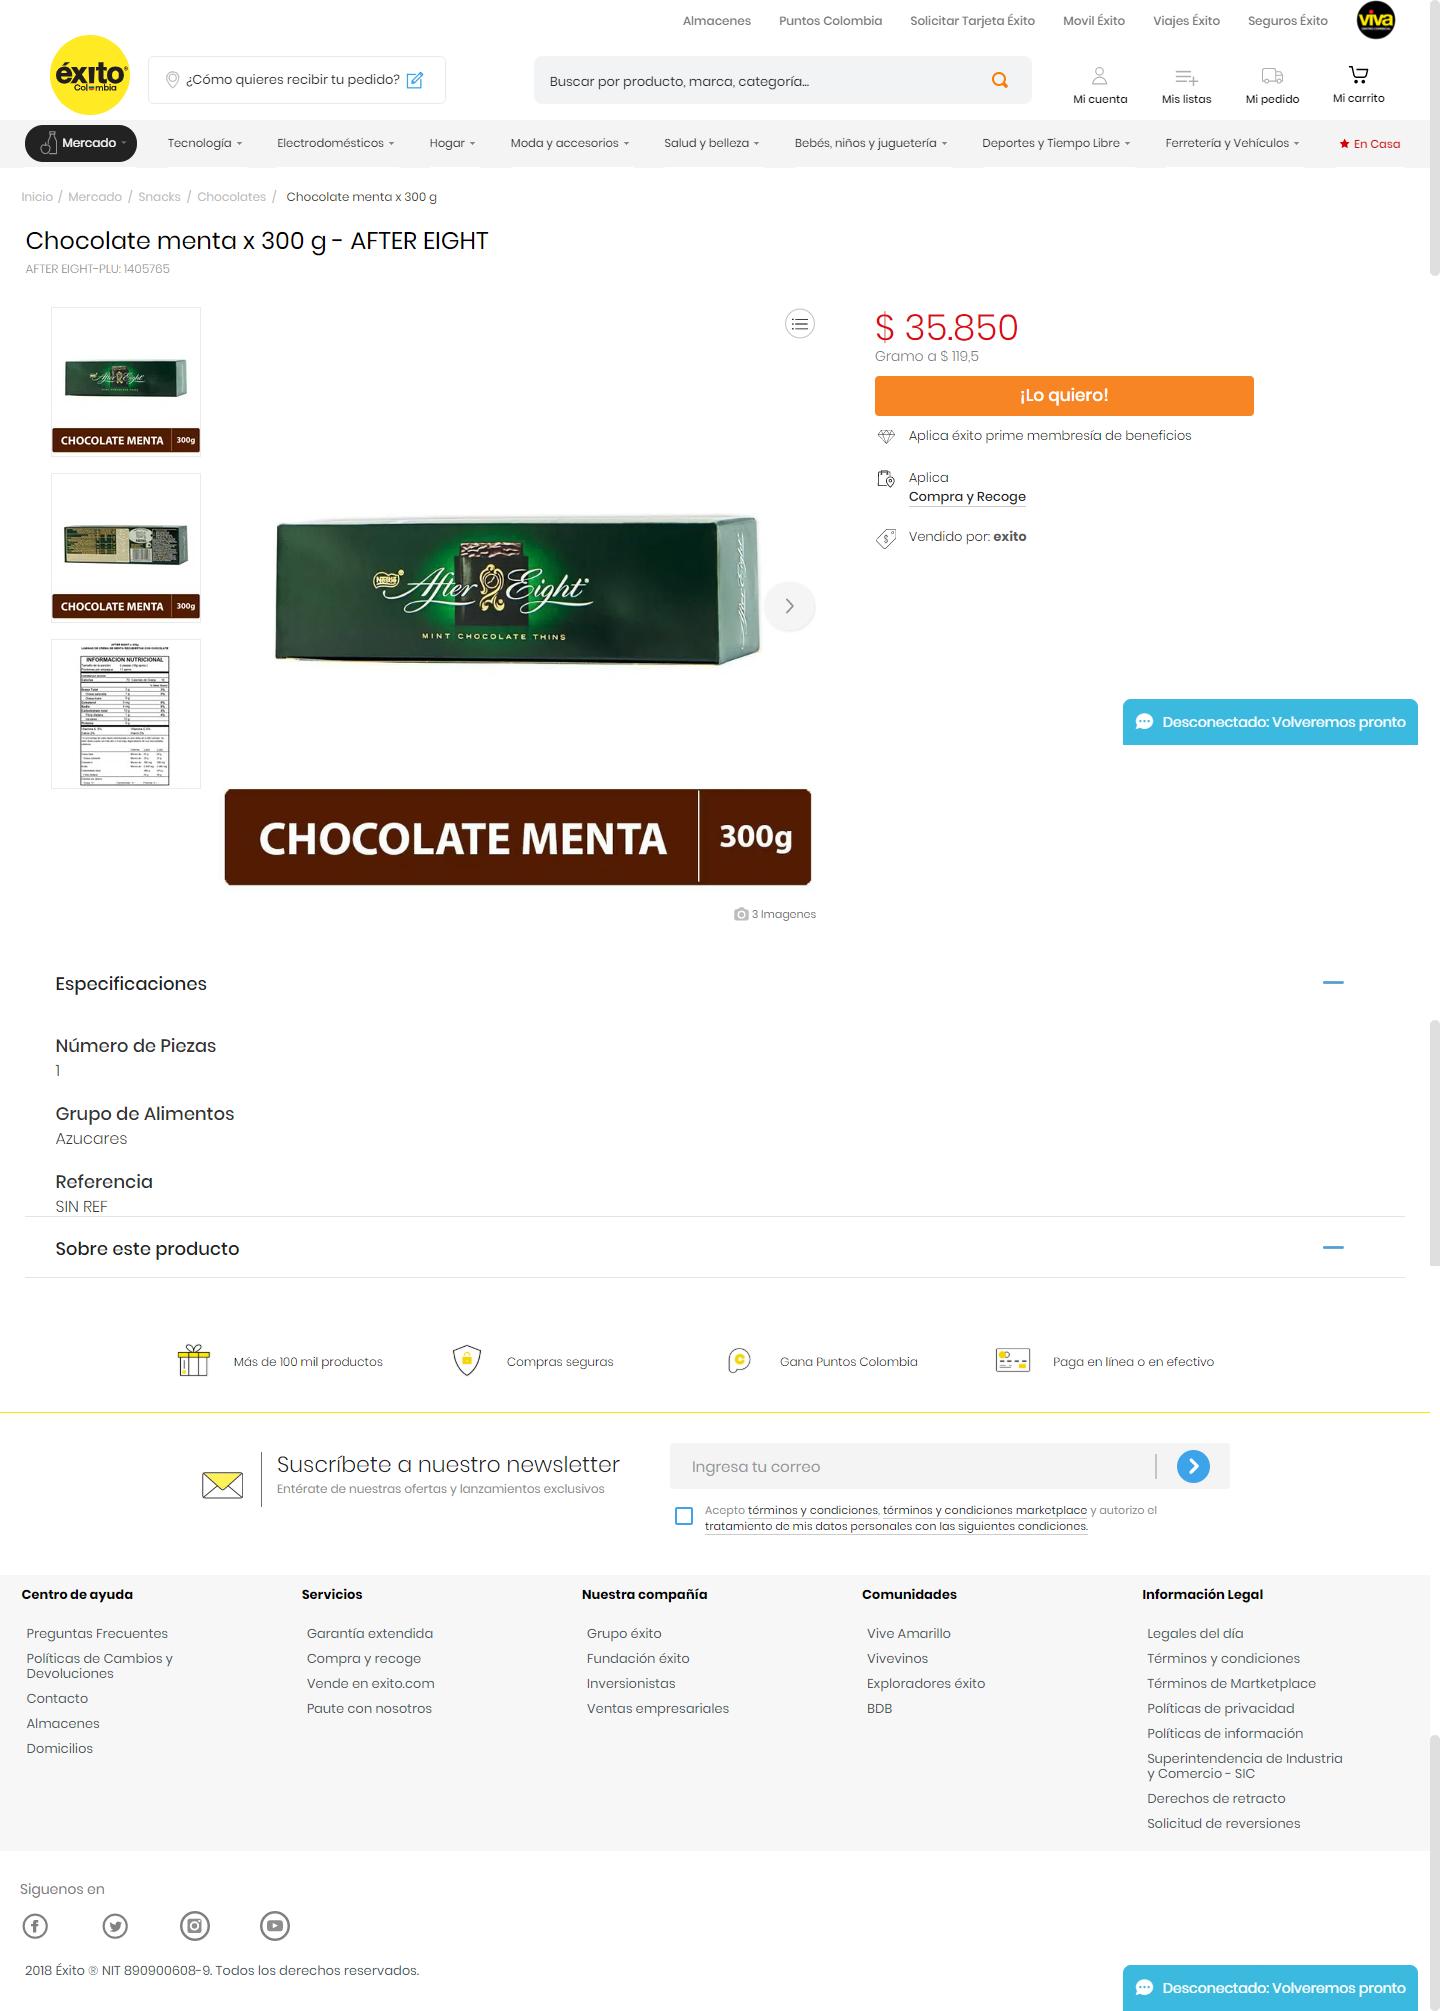 Almacenes Puntos Colombia Solicitar Tarjeta Éxito Movil Éxito Viajes Éxito Seguros Éxito viva
éxito
Colombia
¿Cómo quieres recibir tu pedido?
Buscar por producto, marca, categoría...
Mi cuenta Mis listas Mi pedido Mi carrito
Mercado Tecnología Electrodomésticos Hogar Moda y accesorios Salud y belleza Bebés, niños y juguetería Deportes y Tiempo Libre Ferretería y Vehículos En Casa
Inicio / Mercado / Snacks / Chocolates / Chocolate menta x 300 g
Chocolate menta x 300 g - AFTER EIGHT
AFTER EIGHT-PLU: 1405765
After Eight
CHOCOLATE MENTA 300g
CHOCOLATE MENTA 300g
INFORMACION NUTRICIONAL
Nestlé After Eight
MINT CHOCOLATE THINS
After Eight
CHOCOLATE MENTA 300g
3 Imagenes
$ 35.850
Gramo a $ 119,5
¡Lo quiero!
Aplica éxito prime membresía de beneficios
Aplica
Compra y Recoge
Vendido por: exito
Desconectado: Volveremos pronto
Especificaciones
Número de Piezas
1
Grupo de Alimentos
Azucares
Referencia
SIN REF
Sobre este producto
Más de 100 mil productos Compras seguras Gana Puntos Colombia Paga en línea o en efectivo
Suscríbete a nuestro newsletter
Entérate de nuestras ofertas y lanzamientos exclusivos
Ingresa tu correo
Acepto términos y condiciones, términos y condiciones marketplace y autorizo el
tratamiento de mis datos personales con las siguientes condiciones.
Centro de ayuda
Preguntas Frecuentes
Políticas de Cambios y
Devoluciones
Contacto
Almacenes
Domicilios
Servicios
Garantía extendida
Compra y recoge
Vende en exito.com
Paute con nosotros
Nuestra compañía
Grupo éxito
Fundación éxito
Inversionistas
Ventas empresariales
Comunidades
Vive Amarillo
Vivevinos
Exploradores éxito
BDB
Información Legal
Legales del día
Términos y condiciones
Términos de Martketplace
Políticas de privacidad
Políticas de información
Superintendencia de Industria
y Comercio - SIC
Derechos de retracto
Solicitud de reversiones
Siguenos en
2018 Éxito ® NIT 890900608-9. Todos los derechos reservados.
Desconectado: Volveremos pronto